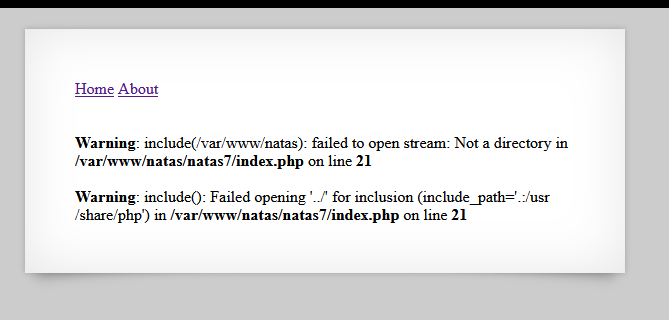 Home About
Warning: include(/var/www/natas): failed to open stream: Not a directory in
/var/www/natas/natas7/index.php on line 21
Warning: include(): Failed opening '../' for inclusion (include_path='.:/usr
/share/php') in /var/www/natas/natas7/index.php on line 21